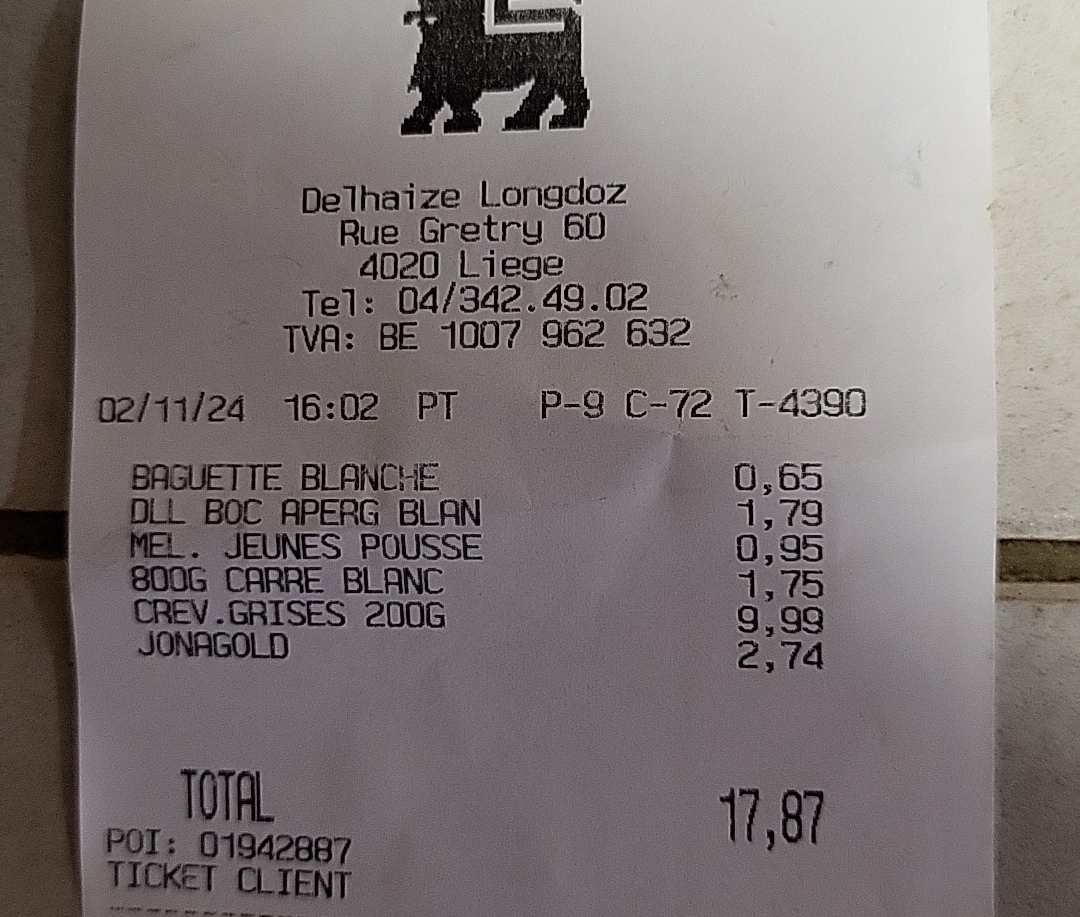 Delhaize Longdoz
Rue Gretry 60
4020 Liege
Tel: 04/342.49.02
TVA: BE 1007 962 632
02/11/24 16:02 PT P-9 C-72 T-4390
BAGUETTE BLANCHE 0,65
DLL BOC APERG BLAN 1,79
MEL. JEUNES POUSSE 0,95
800G CARRE BLANC 1,75
CREV.GRISES 200G 9,99
JONAGOLD 2,74
TOTAL 17,87
POI: 01942887
TICKET CLIENT